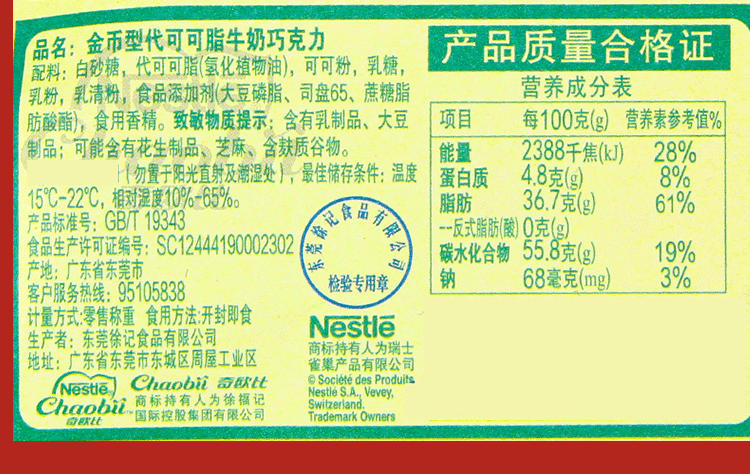 品名：金币型代可可脂牛奶巧克力
配料：白砂糖，代可可脂(氢化植物油)，可可粉，乳糖，
乳粉，乳清粉，食品添加剂(大豆磷脂、司盘65、蔗糖脂
肪酸酯)，食用香精。致敏物质提示：含有乳制品、大豆
制品；可能含有花生制品、芝麻、含麸质谷物。
(勿置于阳光直射及潮湿处)，最佳储存条件：温度
15℃-22℃，相对湿度10%-65%。
产品标准号：GB/T 19343
食品生产许可证编号：SC12444190002302
产地：广东省东莞市
客户服务热线：95105838
计量方式:零售称重 食用方法:开封即食
生产者：东莞徐记食品有限公司
地址：广东省东莞市东城区周屋工业区
Nestlé
Chaobií
奇欧比
Chaobií 奇欧比
商标持有人为徐福记
国际控股集团有限公司
东莞徐记食品有限公司
检验专用章
Nestlé
商标持有人为瑞士
雀巢产品有限公司
© Société des Produits
Nestlé S.A., Vevey,
Switzerland.
Trademark Owners
产品质量合格证
营养成分表
项目 每100克(g) 营养素参考值%
能量 2388千焦(kJ) 28%
蛋白质 4.8克(g) 8%
脂肪 36.7克(g) 61%
--反式脂肪(酸) 0克(g)
碳水化合物 55.8克(g) 19%
钠 68毫克(mg) 3%